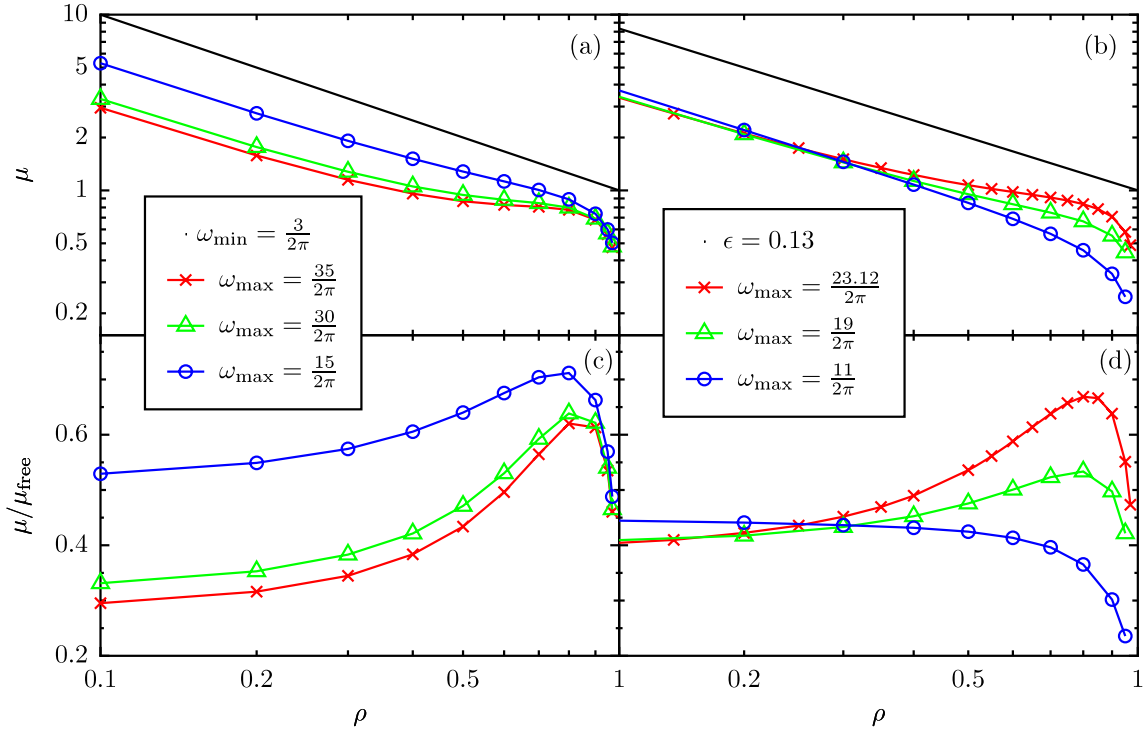 10
5
2
1
0.5
0.2
μ
(a)
(b)
· ω_min = 3/2π
ω_max = 35/2π
ω_max = 30/2π
ω_max = 15/2π
· ϵ = 0.13
ω_max = 23.12/2π
ω_max = 19/2π
ω_max = 11/2π
(c)
(d)
0.6
0.4
0.2
μ/μ_free
0.1 0.2 0.5 1 0.2 0.5 1
ρ ρ